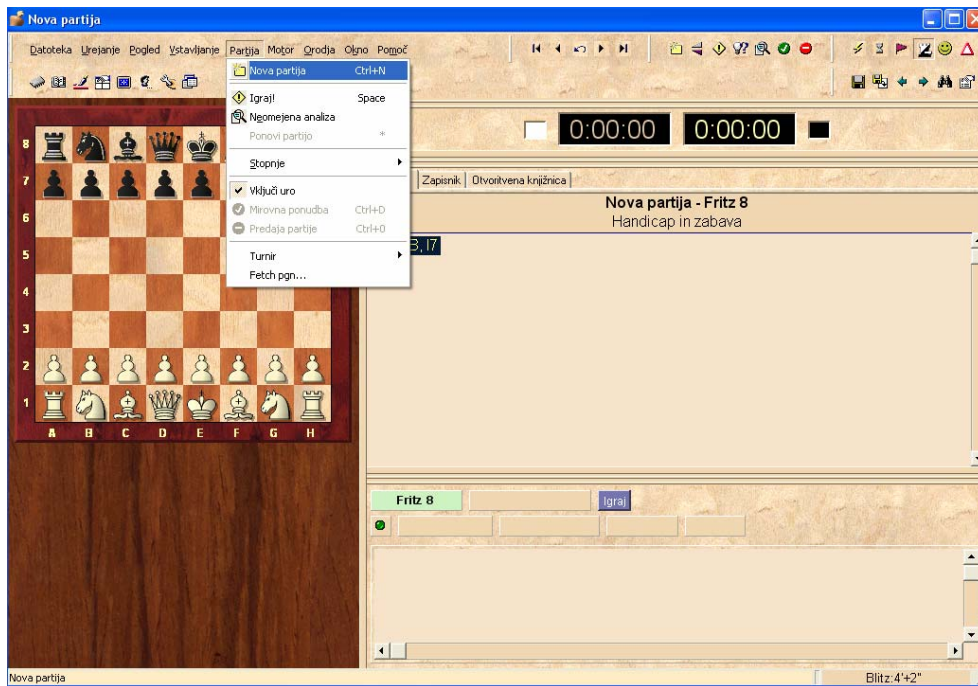 Nova partija
Datoteka Urejanje Pogled Vstavljanje Partija Motor Orodja Okno Pomoč
Nova partija Ctrl+N
Igraj! Space
Neomejena analiza
Ponovi partijo *
Stopnje
Vključi uro
Mirovna ponudba Ctrl+D
Predaja partije Ctrl+0
Turnir
Fetch pgn...
0:00:00 0:00:00
Zapisnik Otvoritvena knjižnica
Nova partija - Fritz 8
Handicap in zabava
8
7
6
5
4
3
2
1
A B C D E F G H
Fritz 8
Igraj
Nova partija
Blitz:4'+2"